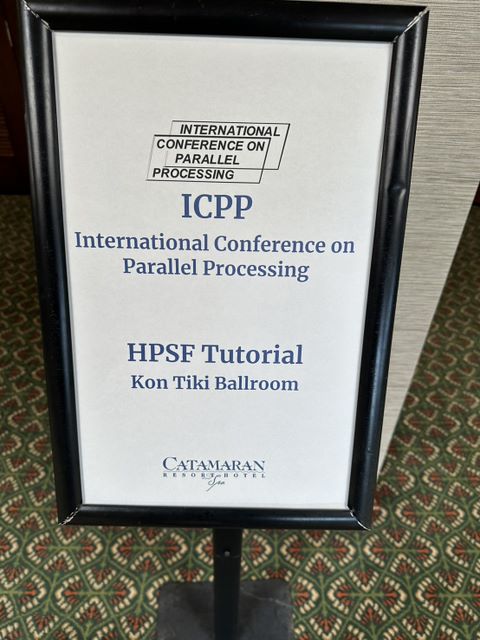 INTERNATIONAL
CONFERENCE ON
PARALLEL
PROCESSING
ICPP
International Conference on
Parallel Processing
HPSF Tutorial
Kon Tiki Ballroom
CATAMARAN
RESORT HOTEL
Spa